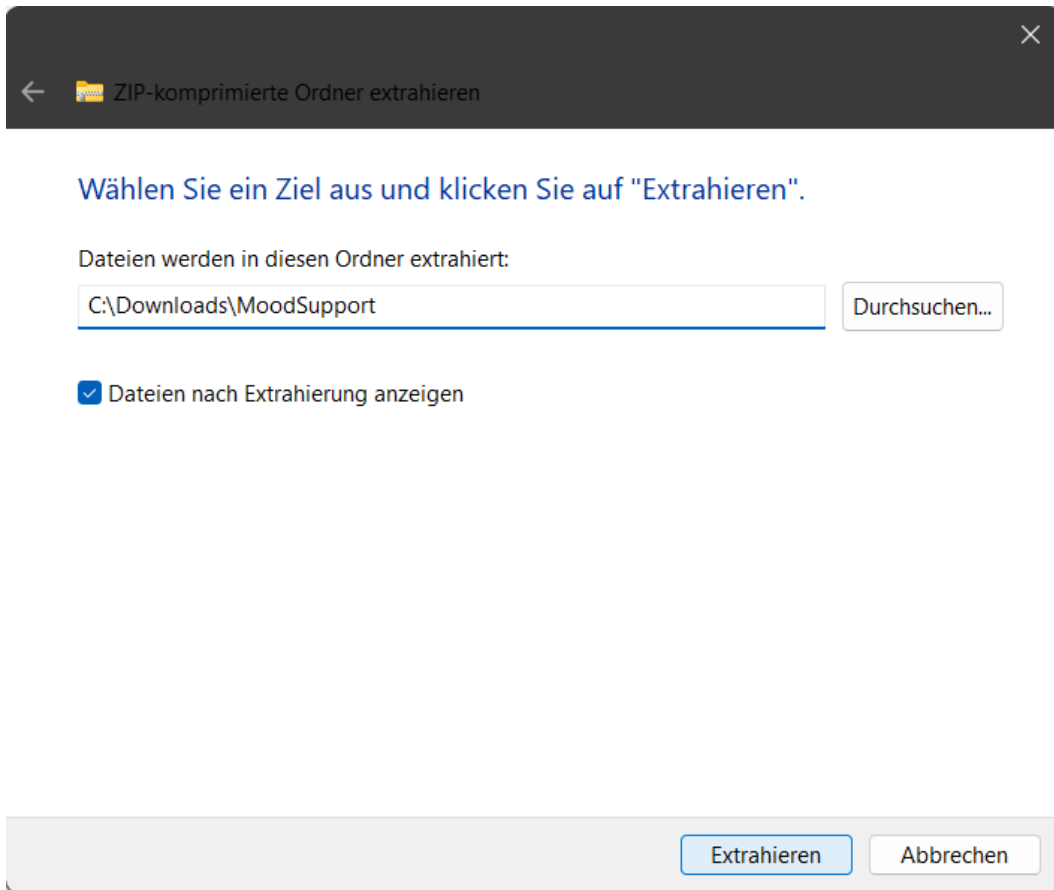 ZIP-komprimierte Ordner extrahieren
Wählen Sie ein Ziel aus und klicken Sie auf "Extrahieren".
Dateien werden in diesen Ordner extrahiert:
C:\Downloads\MoodSupport
Durchsuchen...
Dateien nach Extrahierung anzeigen
Extrahieren
Abbrechen